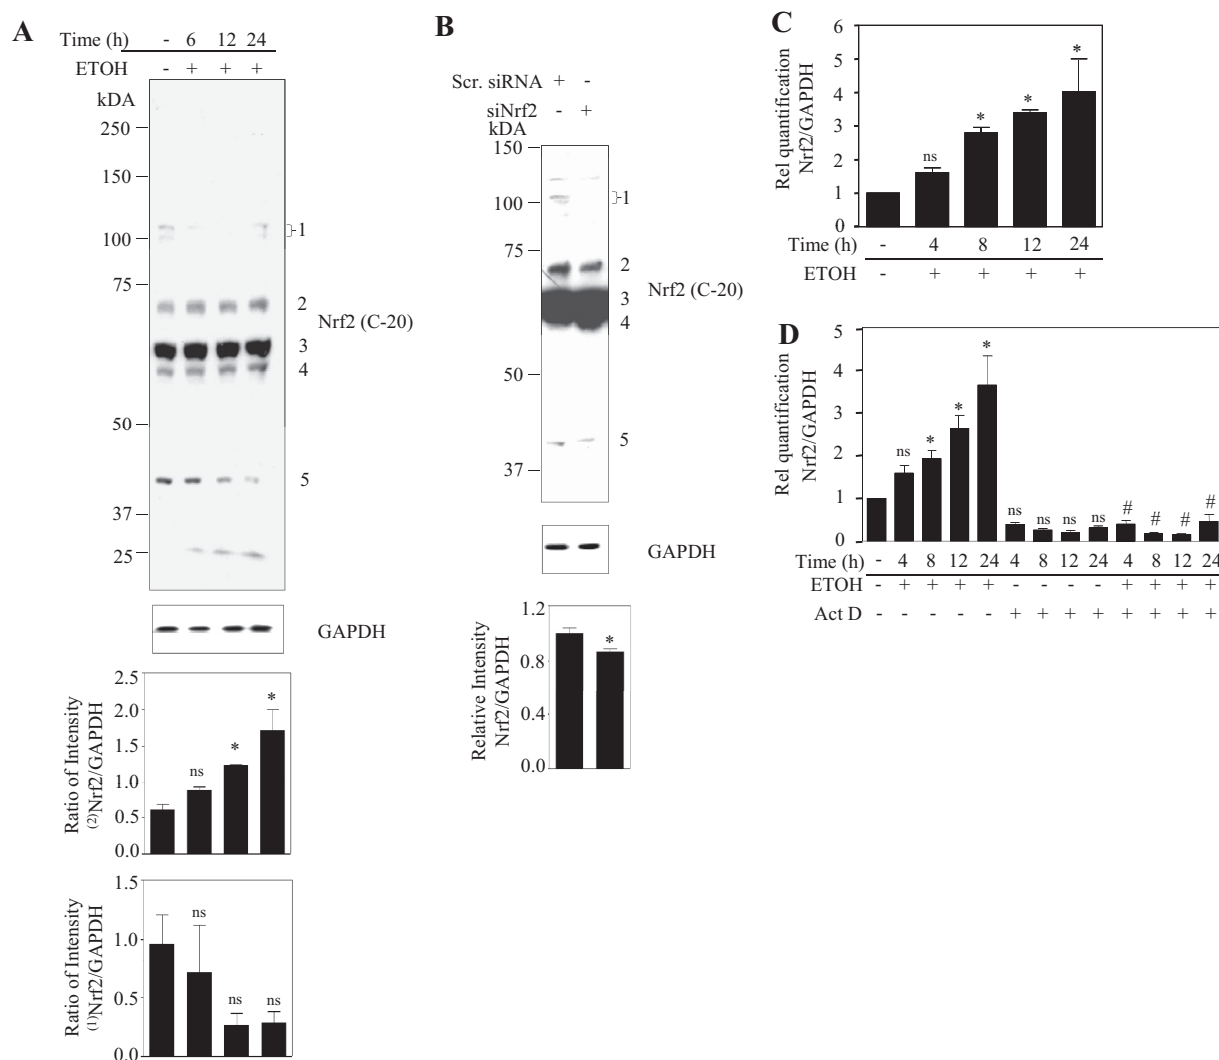 A
Time (h) - 6 12 24
ETOH - + + +
kDA
250
150
100
75
50
37
25
1
2
3
4
5
Nrf2 (C-20)
GAPDH
Ratio of Intensity
(2)Nrf2/GAPDH
2.5
2.0
1.5
1.0
0.5
0.0
ns * *
Ratio of Intensity
(1)Nrf2/GAPDH
1.5
1.0
0.5
0.0
ns ns ns
B
Scr. siRNA + -
siNrf2 - +
kDA
150
100
75
50
37
1
2
3
4
5
Nrf2 (C-20)
GAPDH
Relative Intensity
Nrf2/GAPDH
1.2
0.8
0.4
0.0
*
C
Rel quantification
Nrf2/GAPDH
6
5
4
3
2
1
0
ns * * *
Time (h) - 4 8 12 24
ETOH - + + + +
D
Rel quantification
Nrf2/GAPDH
5
4
3
2
1
0
ns * * * ns ns ns ns # # # #
Time (h) - 4 8 12 24 4 8 12 24 4 8 12 24
ETOH - + + + + - - - - + + + +
Act D - - - - - + + + + + + + +